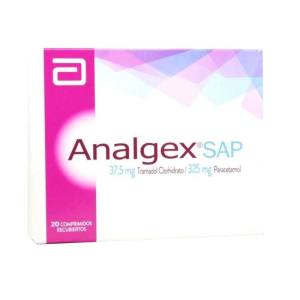 Analgex® SAP
37,5 mg Tramadol Clorhidrato / 325 mg Paracetamol
20 COMPRIMIDOS
RECUBIERTOS